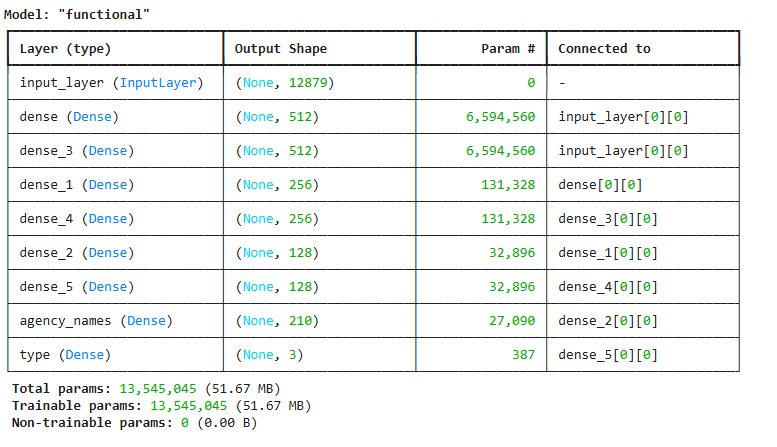 Model: "functional"
Layer (type) Output Shape Param # Connected to
input_layer (InputLayer) (None, 12879) 0 -
dense (Dense) (None, 512) 6,594,560 input_layer[0][0]
dense_3 (Dense) (None, 512) 6,594,560 input_layer[0][0]
dense_1 (Dense) (None, 256) 131,328 dense[0][0]
dense_4 (Dense) (None, 256) 131,328 dense_3[0][0]
dense_2 (Dense) (None, 128) 32,896 dense_1[0][0]
dense_5 (Dense) (None, 128) 32,896 dense_4[0][0]
agency_names (Dense) (None, 210) 27,090 dense_2[0][0]
type (Dense) (None, 3) 387 dense_5[0][0]
Total params: 13,545,045 (51.67 MB)
Trainable params: 13,545,045 (51.67 MB)
Non-trainable params: 0 (0.00 B)